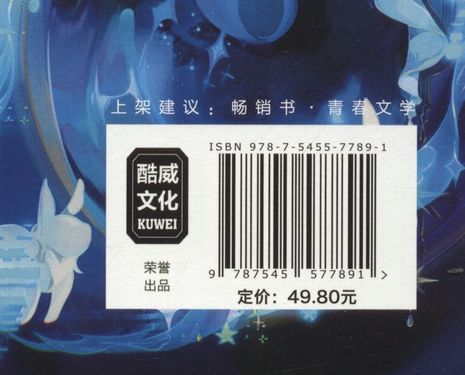 上架建议：畅销书·青春文学
ISBN 978-7-5455-7789-1
酷威
文化
KUWEI
荣誉
出品
9 787545 577891 >
定价：49.80元